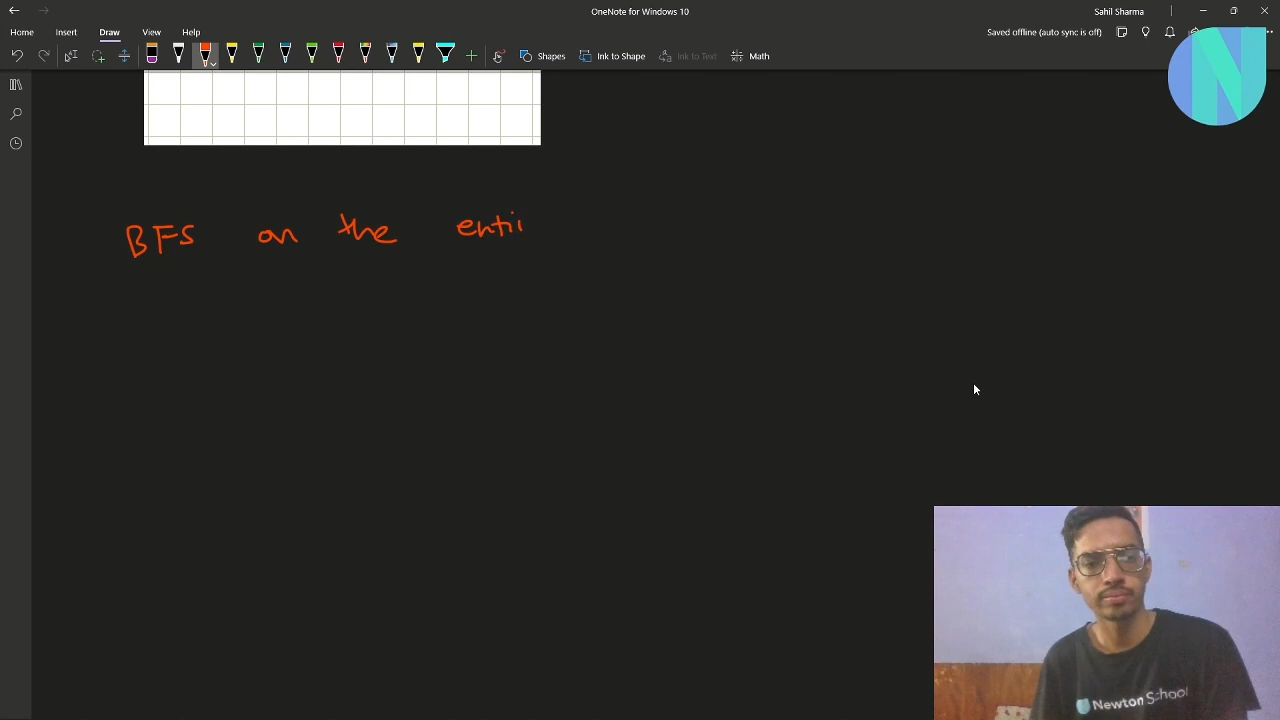 OneNote for Windows 10
Sahil Sharma
Home Insert Draw View Help
Saved offline (auto sync is off)
Shapes Ink to Shape Ink to Text Math
BFS on the entir
Newton School